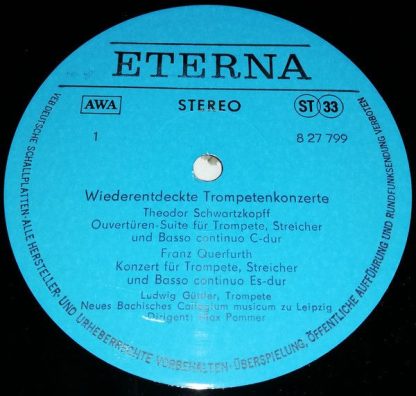 ETERNA
AWA
STEREO
ST 33
1
8 27 799
Wiederentdeckte Trompetenkonzerte
Theodor Schwartzkopff
Ouvertüren-Suite für Trompete, Streicher
und Basso continuo C-dur
Franz Querfurth
Konzert für Trompete, Streicher
und Basso continuo Es-dur
Ludwig Güttler, Trompete
Neues Bachisches Collegium musicum zu Leipzig
Dirigent: Max Pommer
VEB DEUTSCHE SCHALLPLATTEN·ALLE HERSTELLER- UND URHEBERRECHTE VORBEHALTEN·ÜBERSPIELUNG, ÖFFENTLICHE AUFFÜHRUNG UND RUNDFUNKSENDUNG VERBOTEN